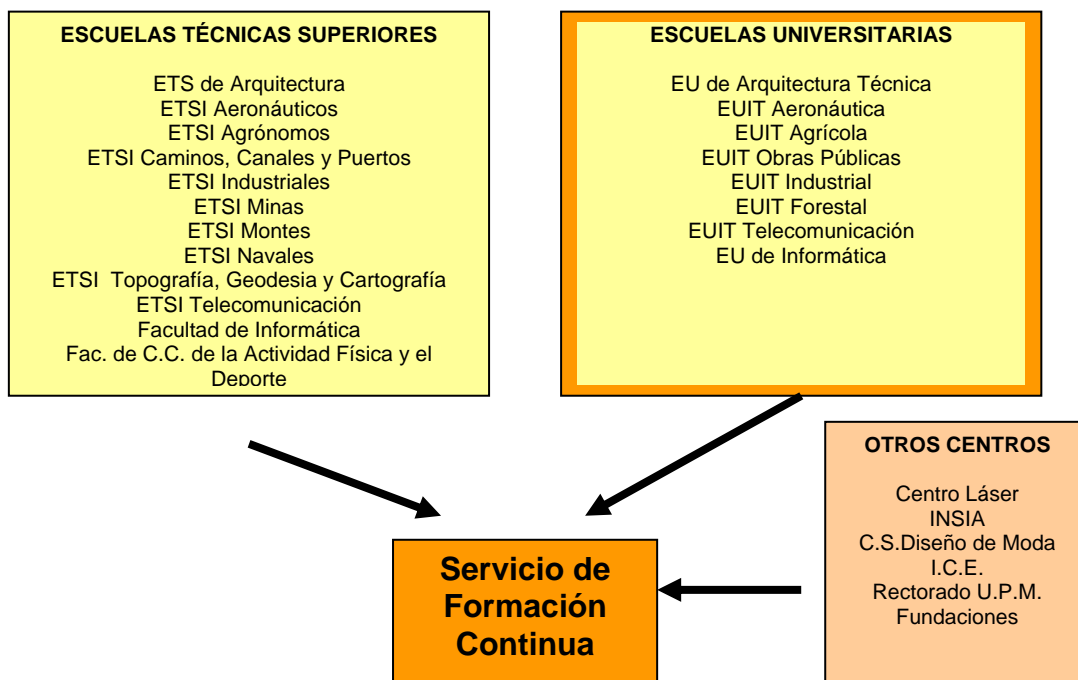 ESCUELAS TÉCNICAS SUPERIORES
ETS de Arquitectura
ETSI Aeronáuticos
ETSI Agrónomos
ETSI Caminos, Canales y Puertos
ETSI Industriales
ETSI Minas
ETSI Montes
ETSI Navales
ETSI Topografía, Geodesia y Cartografía
ETSI Telecomunicación
Facultad de Informática
Fac. de C.C. de la Actividad Física y el
Deporte
ESCUELAS UNIVERSITARIAS
EU de Arquitectura Técnica
EUIT Aeronáutica
EUIT Agrícola
EUIT Obras Públicas
EUIT Industrial
EUIT Forestal
EUIT Telecomunicación
EU de Informática
OTROS CENTROS
Centro Láser
INSIA
C.S.Diseño de Moda
I.C.E.
Rectorado U.P.M.
Fundaciones
Servicio de
Formación
Continua